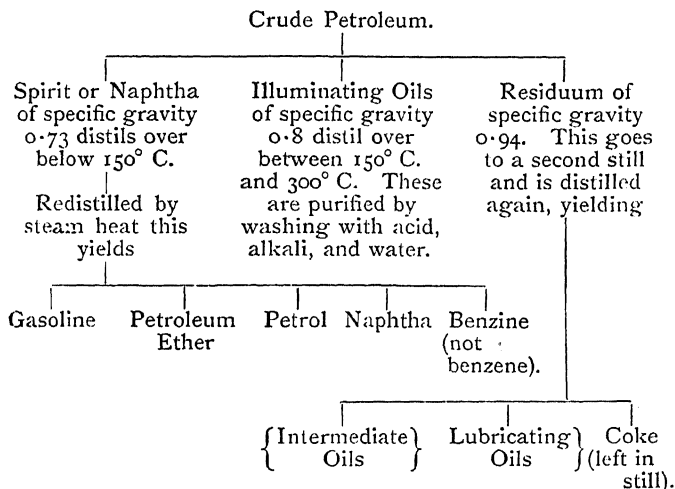 Crude Petroleum.
Spirit or Naphtha
of specific gravity
0·73 distils over
below 150° C.
Redistilled by
steam heat this
yields
Illuminating Oils
of specific gravity
0·8 distil over
between 150° C.
and 300° C. These
are purified by
washing with acid,
alkali, and water.
Residuum of
specific gravity
0·94. This goes
to a second still
and is distilled
again, yielding
Gasoline
Petroleum
Ether
Petrol
Naphtha
Benzine
(not
benzene).
{Intermediate
Oils}
Lubricating
Oils}
Coke
(left in
still).